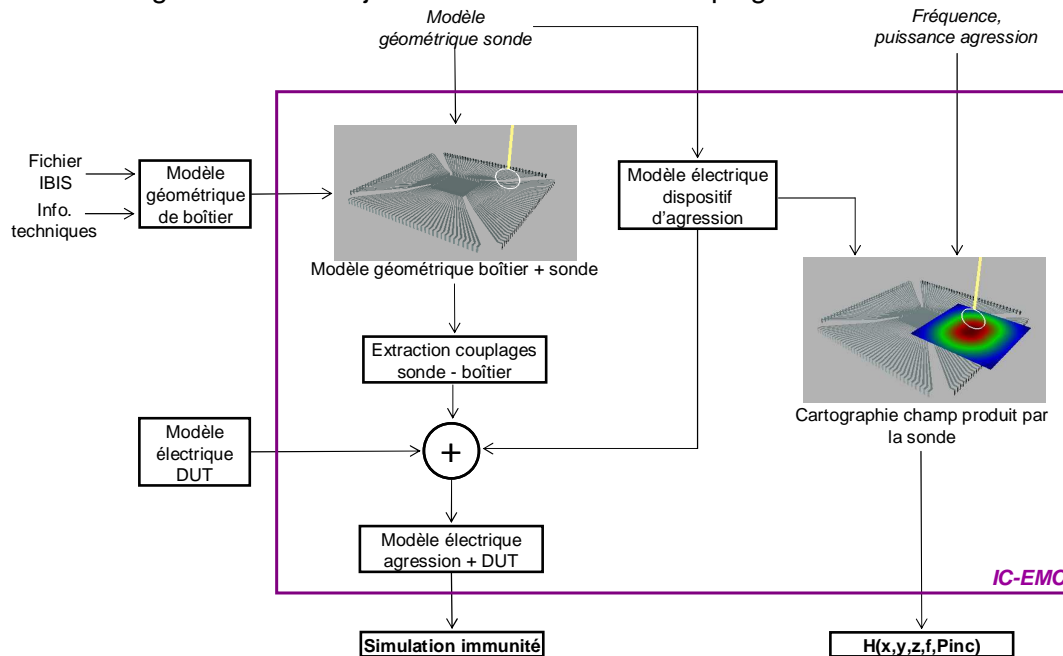 Modèle
géométrique sonde
Fréquence,
puissance agression
Fichier
IBIS
Info.
techniques
Modèle
géométrique
de boîtier
Modèle électrique
dispositif
d'agression
Modèle géométrique boîtier + sonde
Extraction couplages
sonde - boîtier
Cartographie champ produit par
la sonde
Modèle
électrique
DUT
+
Modèle électrique
agression + DUT
IC-EMC
Simulation immunité
H(x,y,z,f,Pinc)